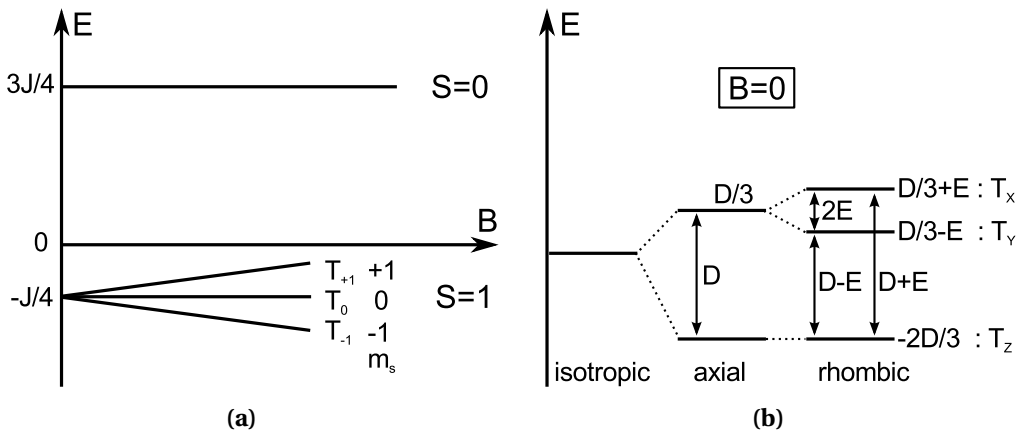 E
3J/4
S=0
B
0
T+1 +1
-J/4
T0 0
S=1
T-1 -1
ms
(a)
E
B=0
D/3
D/3+E : TX
2E
D/3-E : TY
D
D-E
D+E
-2D/3 : TZ
isotropic
axial
rhombic
(b)